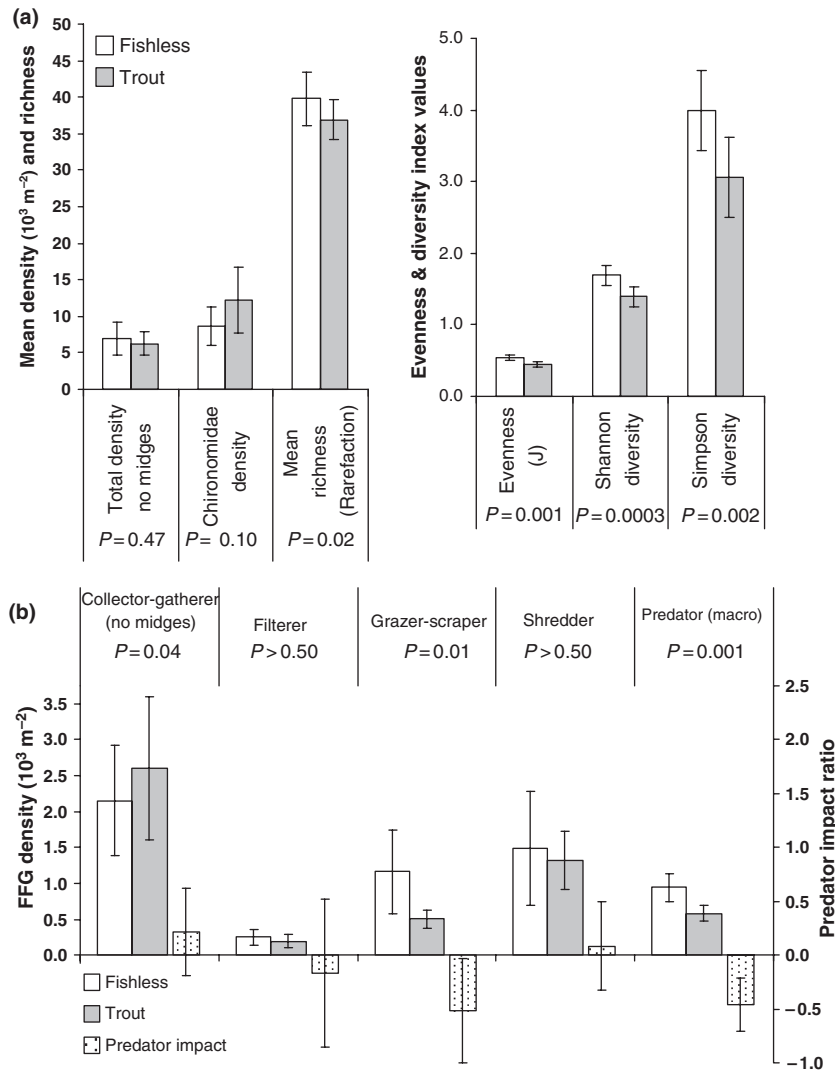 (a)
Mean density (10³ m⁻²) and richness
50
45
40
35
30
25
20
15
10
5
0
Fishless
Trout
Total density
no midges
Chironomidae
density
Mean
richness
(Rarefaction)
P = 0.47
P = 0.10
P = 0.02
Evenness & diversity index values
5.0
4.0
3.0
2.0
1.0
0.0
Evenness
(J)
Shannon
diversity
Simpson
diversity
P = 0.001
P = 0.0003
P = 0.002
(b)
Collector-gatherer
(no midges)
P = 0.04
Filterer
P > 0.50
Grazer-scraper
P = 0.01
Shredder
P > 0.50
Predator (macro)
P = 0.001
FFG density (10³ m⁻²)
3.5
3.0
2.5
2.0
1.5
1.0
0.5
0.0
Predator impact ratio
2.5
2.0
1.5
1.0
0.5
0.0
−0.5
−1.0
Fishless
Trout
Predator impact